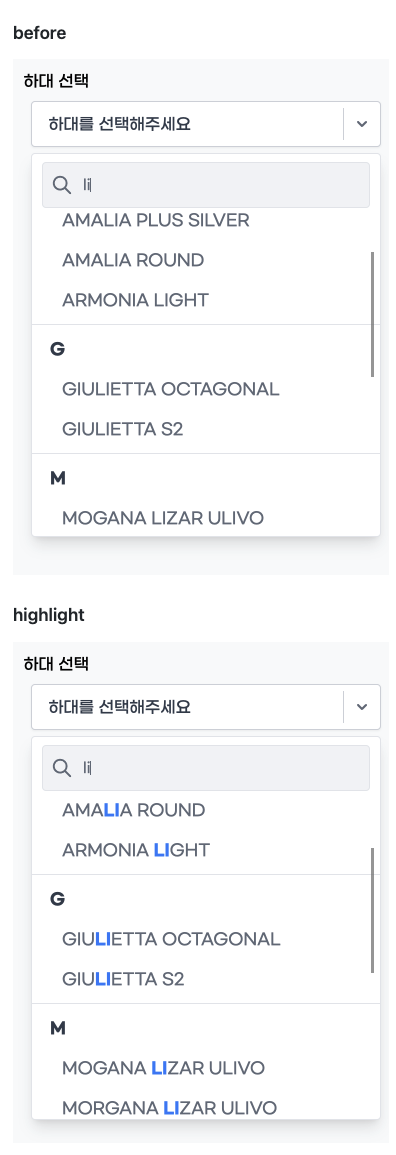 before
하대 선택
하대를 선택해주세요
li
AMALIA PLUS SILVER
AMALIA ROUND
ARMONIA LIGHT
G
GIULIETTA OCTAGONAL
GIULIETTA S2
M
MOGANA LIZAR ULIVO
highlight
하대 선택
하대를 선택해주세요
li
AMALIA ROUND
ARMONIA LIGHT
G
GIULIETTA OCTAGONAL
GIULIETTA S2
M
MOGANA LIZAR ULIVO
MORGANA LIZAR ULIVO